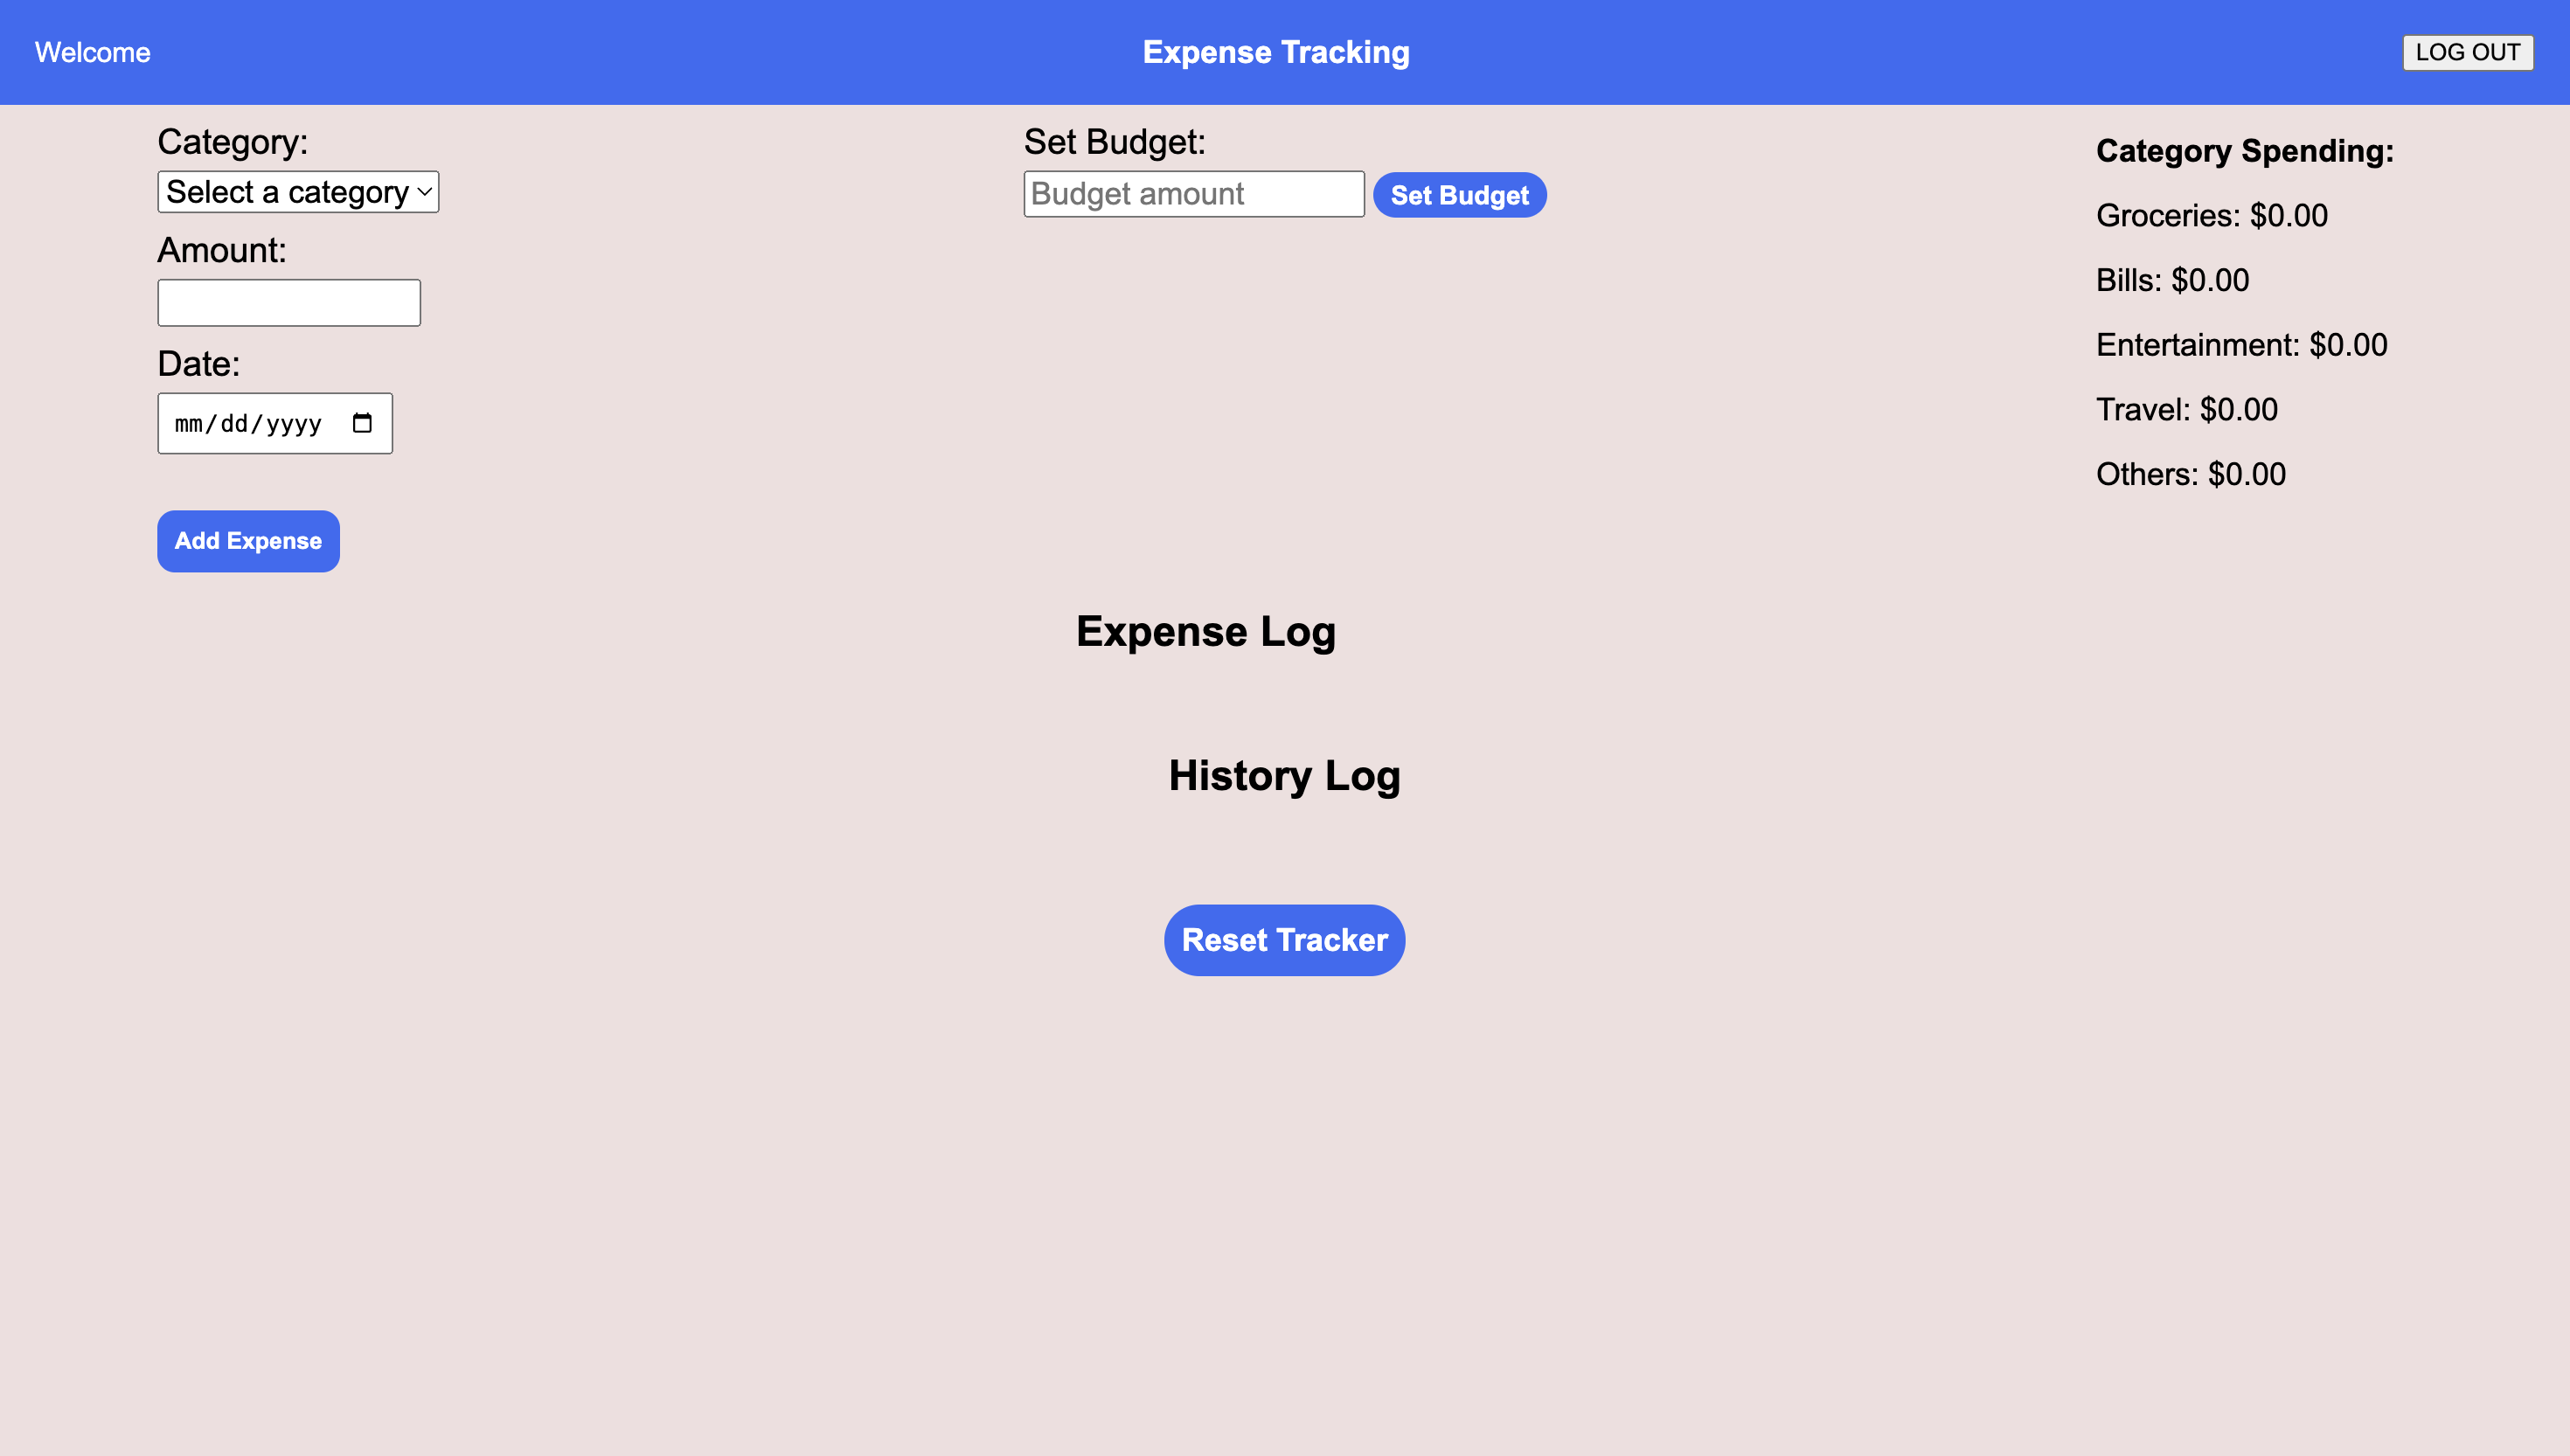 Welcome
Expense Tracking
LOG OUT
Category:
Select a category
Amount:
Date:
mm/dd/yyyy
Add Expense
Set Budget:
Budget amount
Set Budget
Category Spending:
Groceries: $0.00
Bills: $0.00
Entertainment: $0.00
Travel: $0.00
Others: $0.00
Expense Log
History Log
Reset Tracker